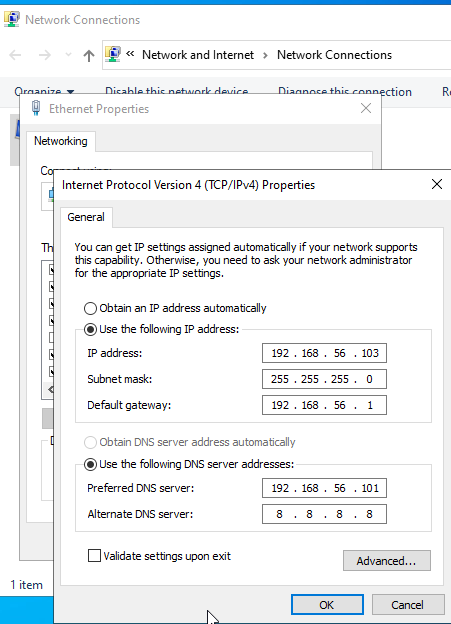 Network Connections
« Network and Internet > Network Connections
Organize Disable this network device Diagnose this connection
Ethernet Properties
Networking
Internet Protocol Version 4 (TCP/IPv4) Properties
General
You can get IP settings assigned automatically if your network supports
this capability. Otherwise, you need to ask your network administrator
for the appropriate IP settings.
Obtain an IP address automatically
Use the following IP address:
IP address: 192 . 168 . 56 . 103
Subnet mask: 255 . 255 . 255 . 0
Default gateway: 192 . 168 . 56 . 1
Obtain DNS server address automatically
Use the following DNS server addresses:
Preferred DNS server: 192 . 168 . 56 . 101
Alternate DNS server: 8 . 8 . 8 . 8
Validate settings upon exit
Advanced...
OK Cancel
1 item